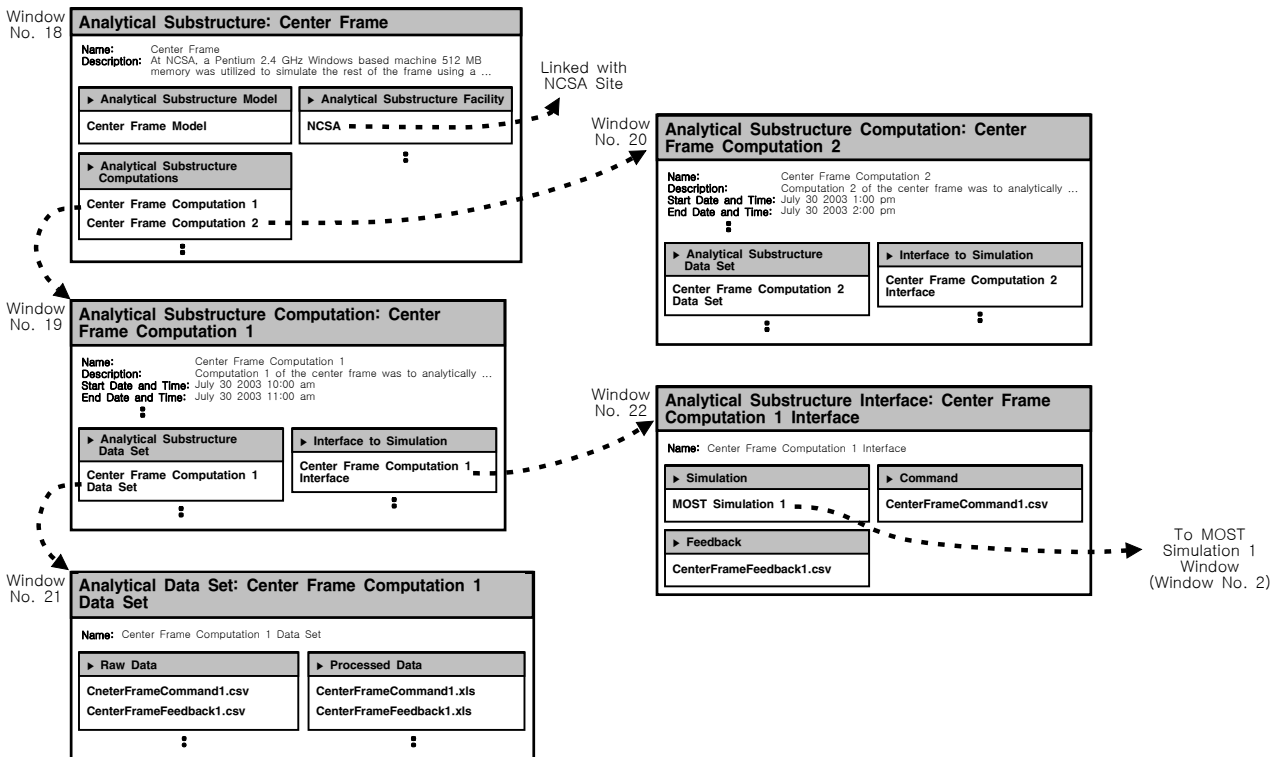 Window
No. 18
Analytical Substructure: Center Frame
Name: Center Frame
Description: At NCSA, a Pentium 2.4 GHz Windows based machine 512 MB
memory was utilized to simulate the rest of the frame using a ...
▶ Analytical Substructure Model
Center Frame Model
▶ Analytical Substructure Facility
NCSA
Linked with
NCSA Site
▶ Analytical Substructure
Computations
Center Frame Computation 1
Center Frame Computation 2
Window
No. 20
Analytical Substructure Computation: Center
Frame Computation 2
Name: Center Frame Computation 2
Description: Computation 2 of the center frame was to analytically ...
Start Date and Time: July 30 2003 1:00 pm
End Date and Time: July 30 2003 2:00 pm
▶ Analytical Substructure
Data Set
Center Frame Computation 2
Data Set
▶ Interface to Simulation
Center Frame Computation 2
Interface
Window
No. 19
Analytical Substructure Computation: Center
Frame Computation 1
Name: Center Frame Computation 1
Description: Computation 1 of the center frame was to analytically ...
Start Date and Time: July 30 2003 10:00 am
End Date and Time: July 30 2003 11:00 am
▶ Analytical Substructure
Data Set
Center Frame Computation 1
Data Set
▶ Interface to Simulation
Center Frame Computation 1
Interface
Window
No. 22
Analytical Substructure Interface: Center Frame
Computation 1 Interface
Name: Center Frame Computation 1 Interface
▶ Simulation
MOST Simulation 1
▶ Command
CenterFrameCommand1.csv
▶ Feedback
CenterFrameFeedback1.csv
To MOST
Simulation 1
Window
(Window No. 2)
Window
No. 21
Analytical Data Set: Center Frame Computation 1
Data Set
Name: Center Frame Computation 1 Data Set
▶ Raw Data
CneterFrameCommand1.csv
CenterFrameFeedback1.csv
▶ Processed Data
CenterFrameCommand1.xls
CenterFrameFeedback1.xls